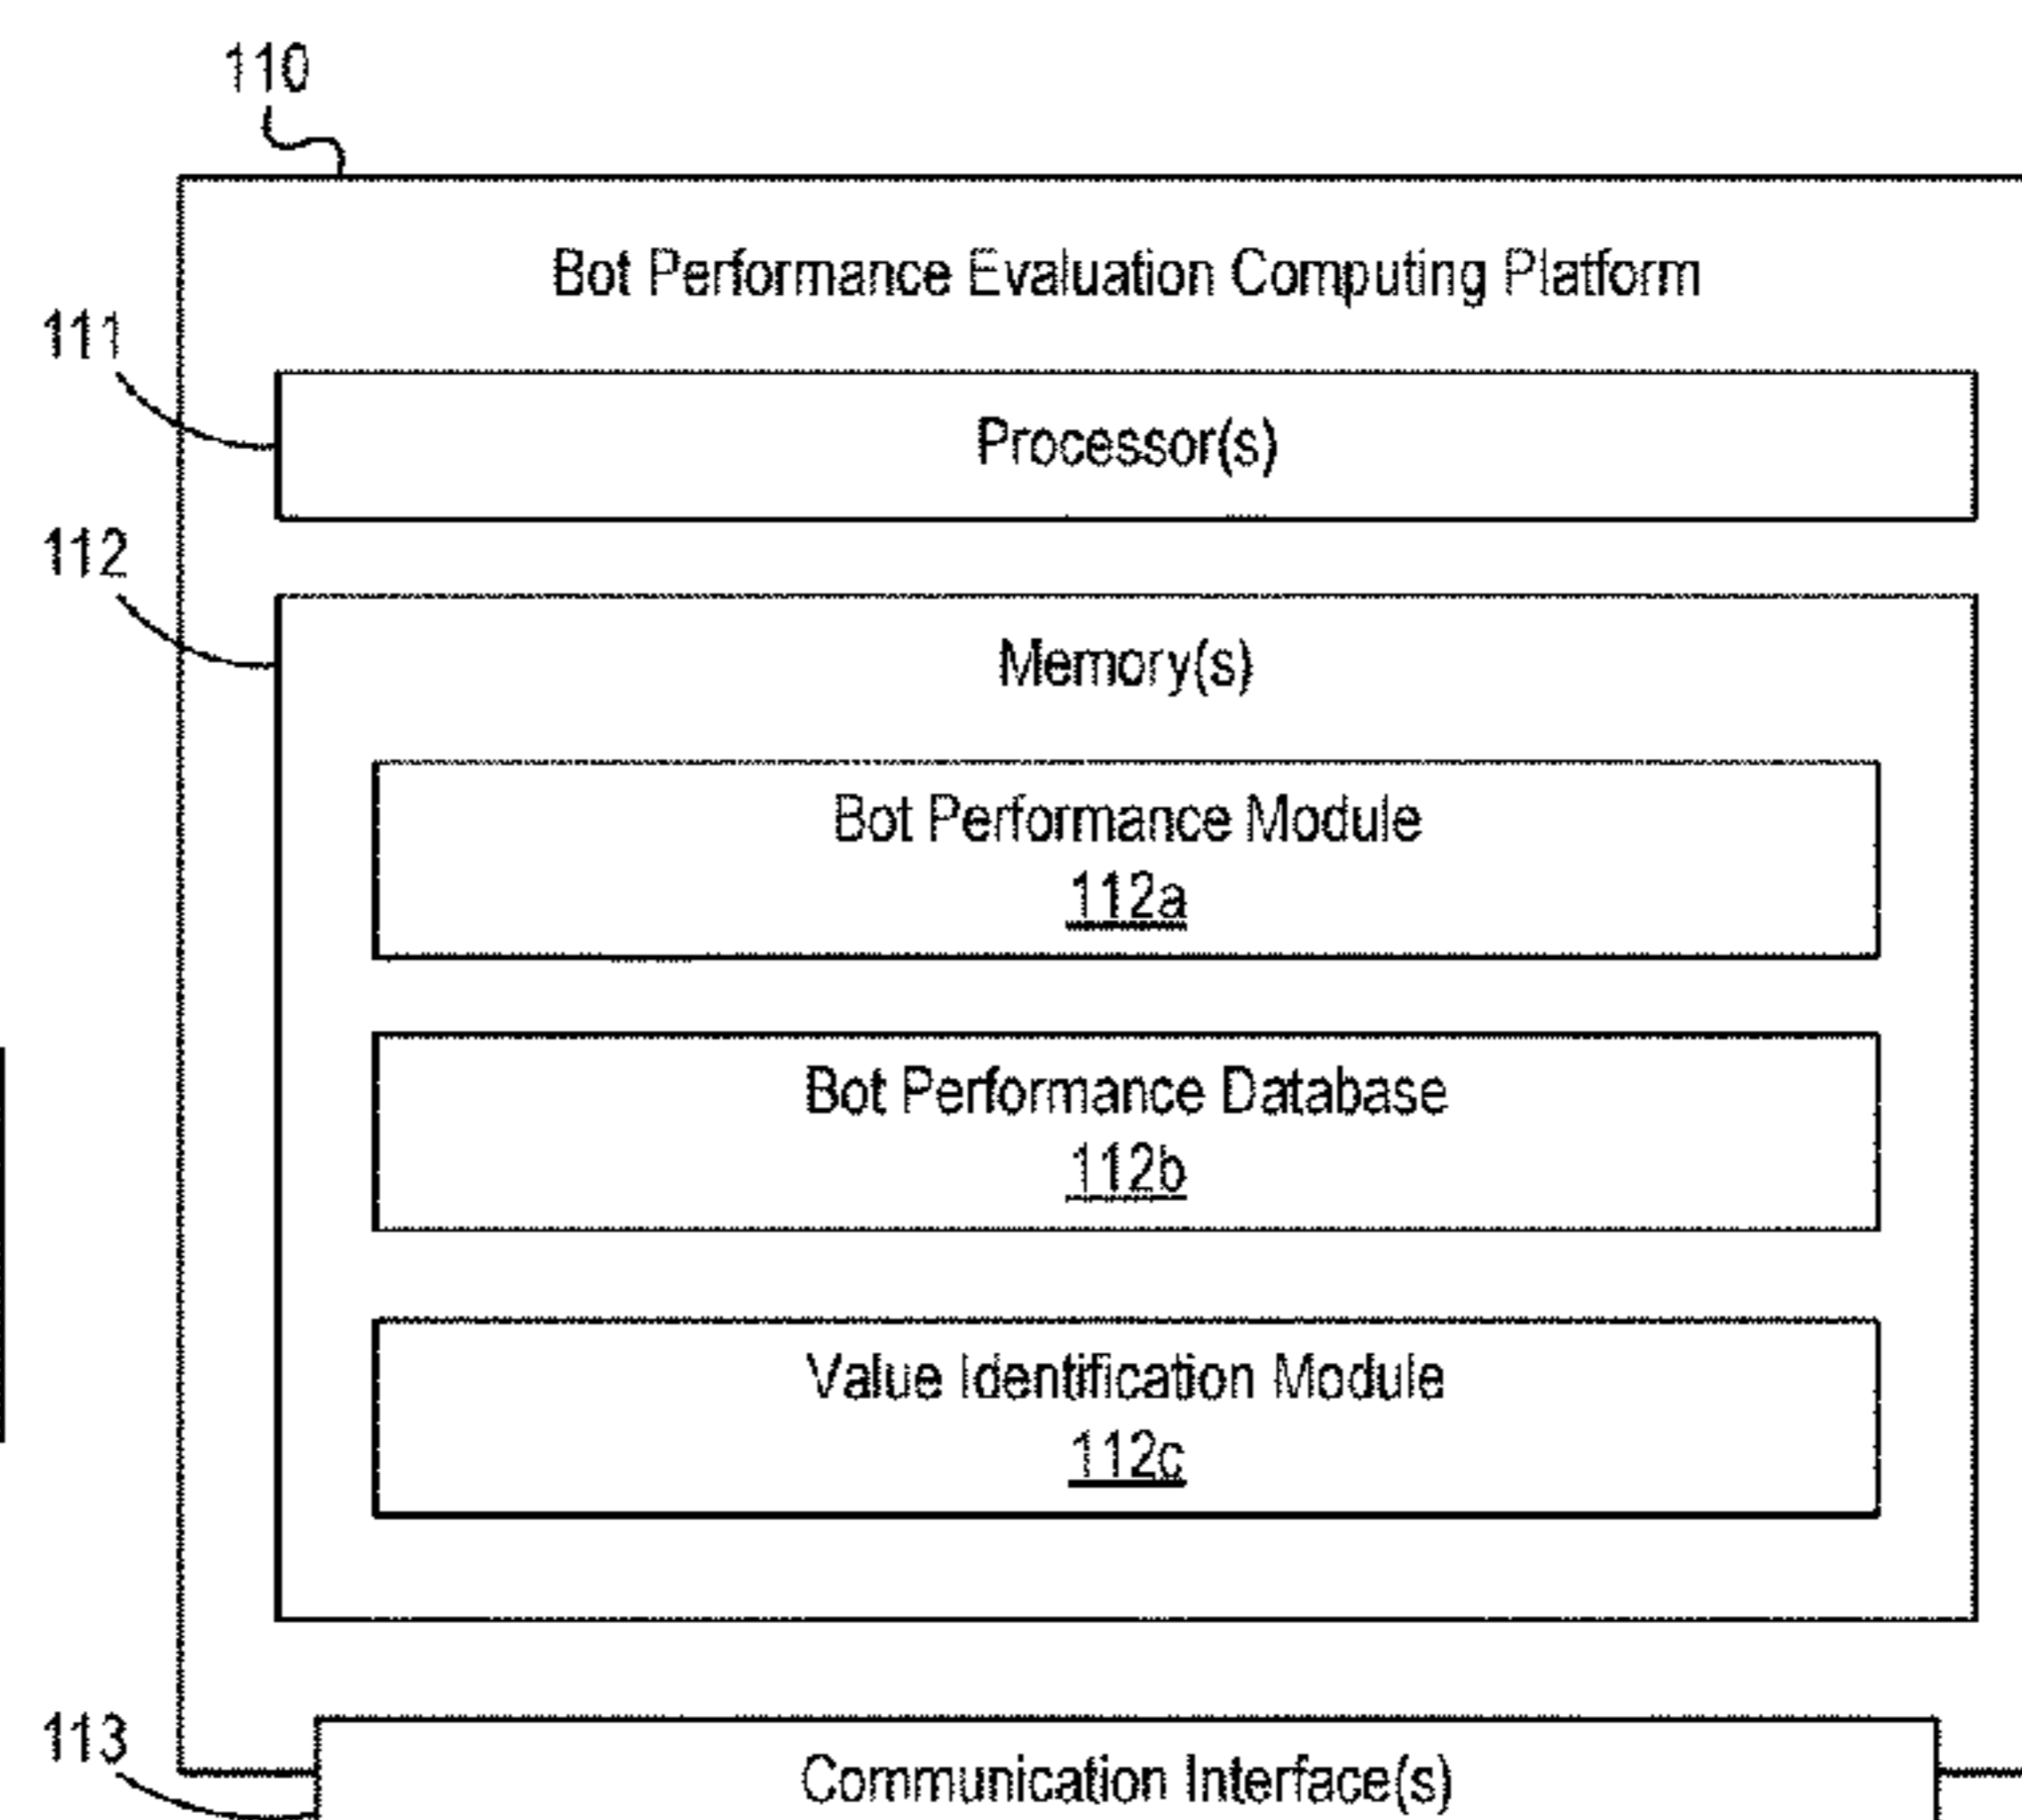 110
Bot Performance Evaluation Computing Platform
111
Processor(s)
112
Memory(s)
Bot Performance Module
112a
Bot Performance Database
112b
Value Identification Module
112c
113
Communication Interface(s)